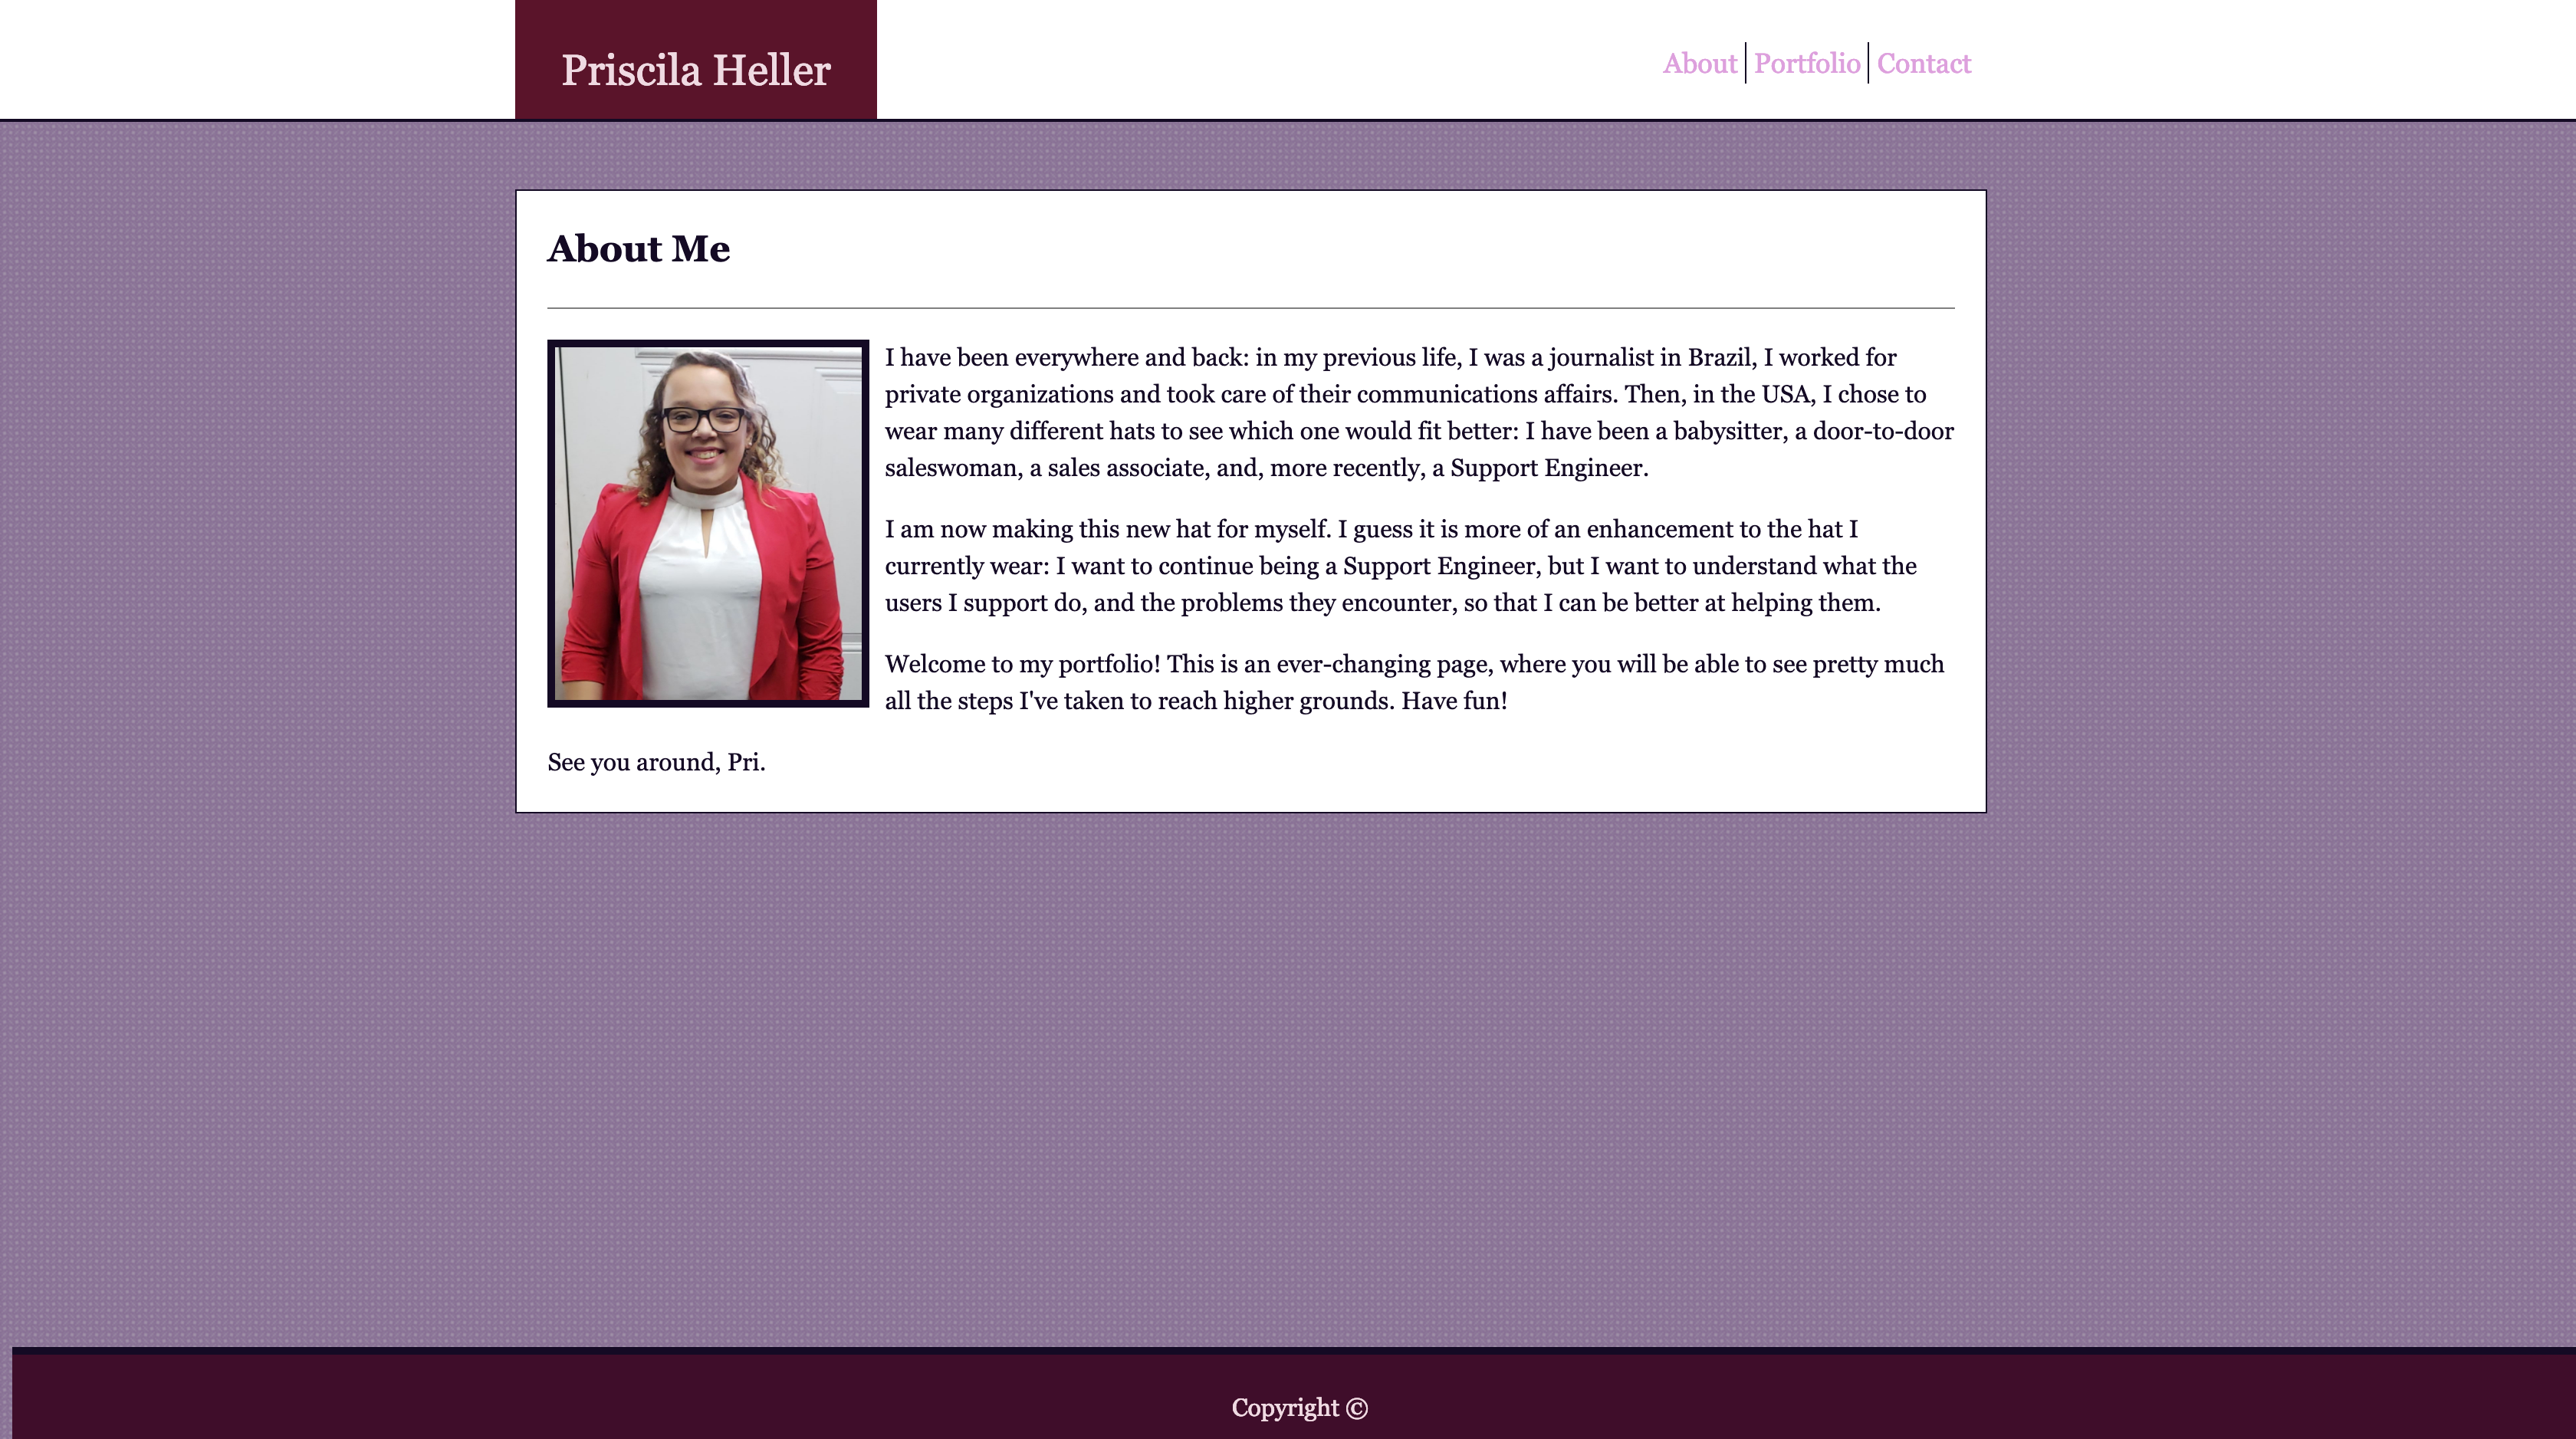 Priscila Heller
About
Portfolio
Contact
About Me
I have been everywhere and back: in my previous life, I was a journalist in Brazil, I worked for
private organizations and took care of their communications affairs. Then, in the USA, I chose to
wear many different hats to see which one would fit better: I have been a babysitter, a door-to-door
saleswoman, a sales associate, and, more recently, a Support Engineer.
I am now making this new hat for myself. I guess it is more of an enhancement to the hat I
currently wear: I want to continue being a Support Engineer, but I want to understand what the
users I support do, and the problems they encounter, so that I can be better at helping them.
Welcome to my portfolio! This is an ever-changing page, where you will be able to see pretty much
all the steps I've taken to reach higher grounds. Have fun!
See you around, Pri.
Copyright ©